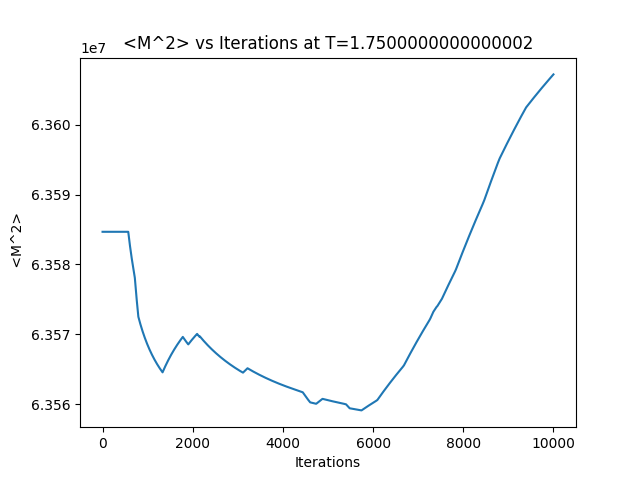 <M^2> vs Iterations at T=1.7500000000000002
1e7
6.360
6.359
6.358
6.357
6.356
<M^2>
0 2000 4000 6000 8000 10000
Iterations